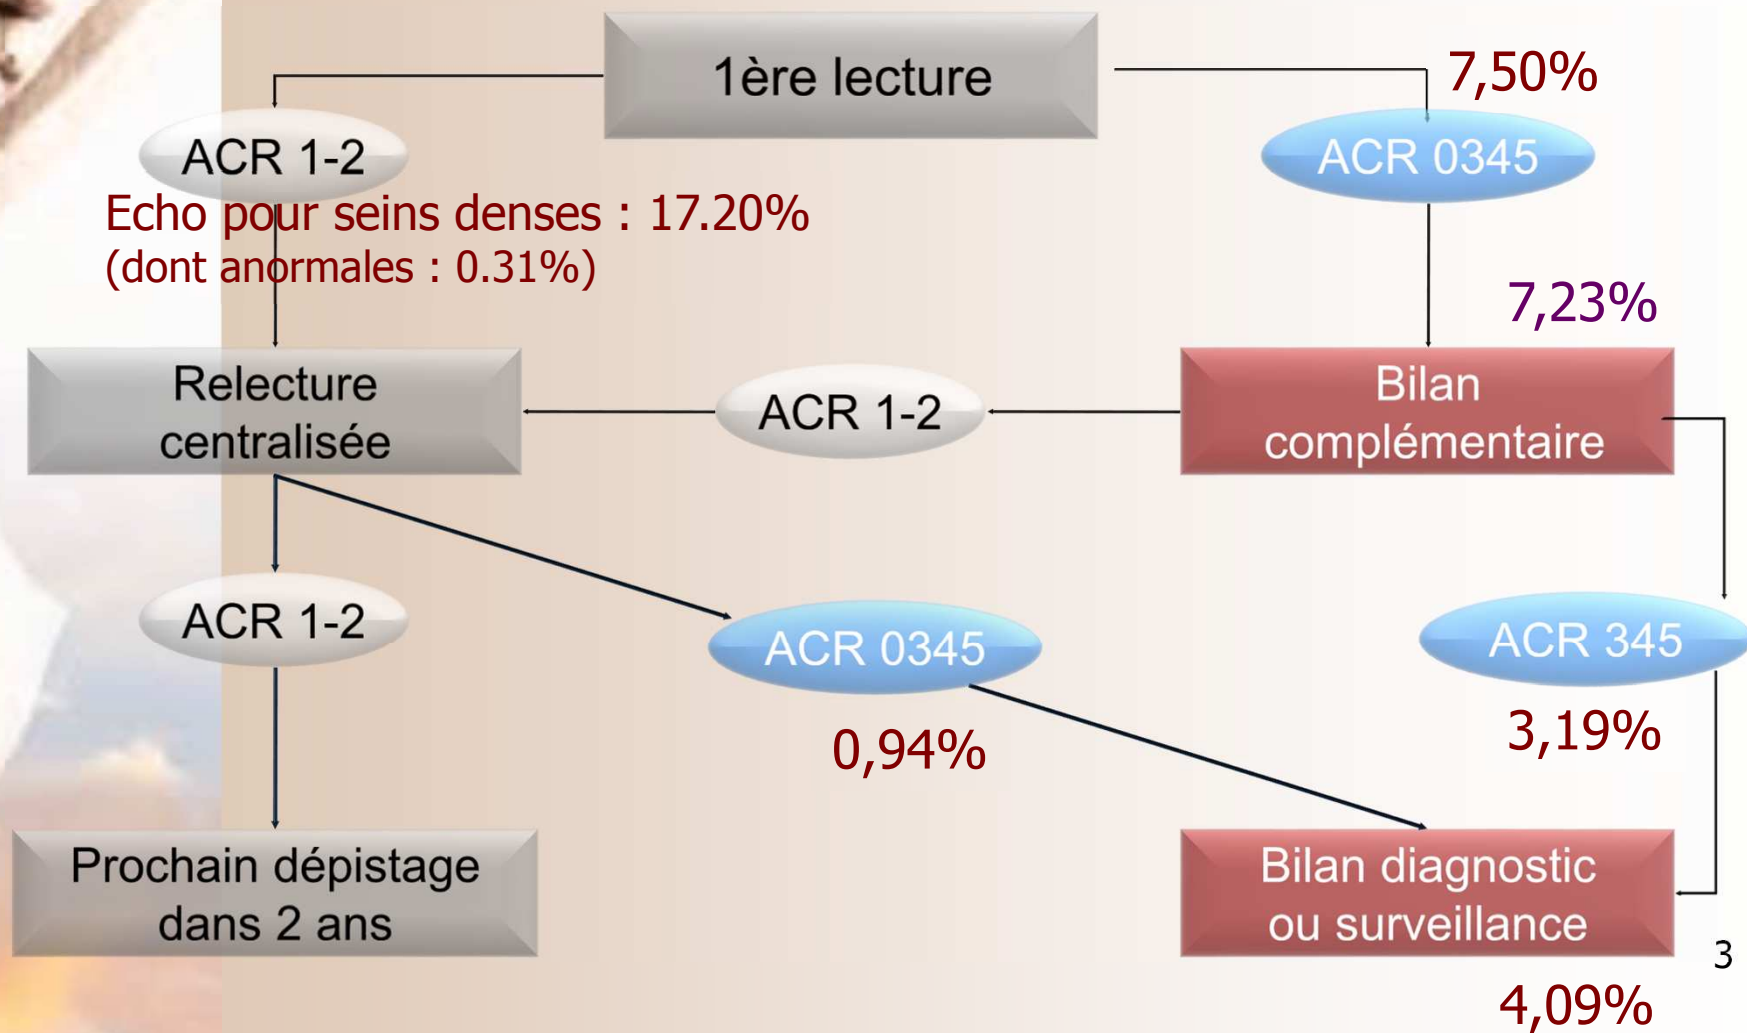 1ère lecture
7,50%
ACR 1-2
ACR 0345
Echo pour seins denses : 17.20%
(dont anormales : 0.31%)
7,23%
Relecture
centralisée
ACR 1-2
Bilan
complémentaire
ACR 1-2
ACR 0345
ACR 345
0,94%
3,19%
Prochain dépistage
dans 2 ans
Bilan diagnostic
ou surveillance
3
4,09%